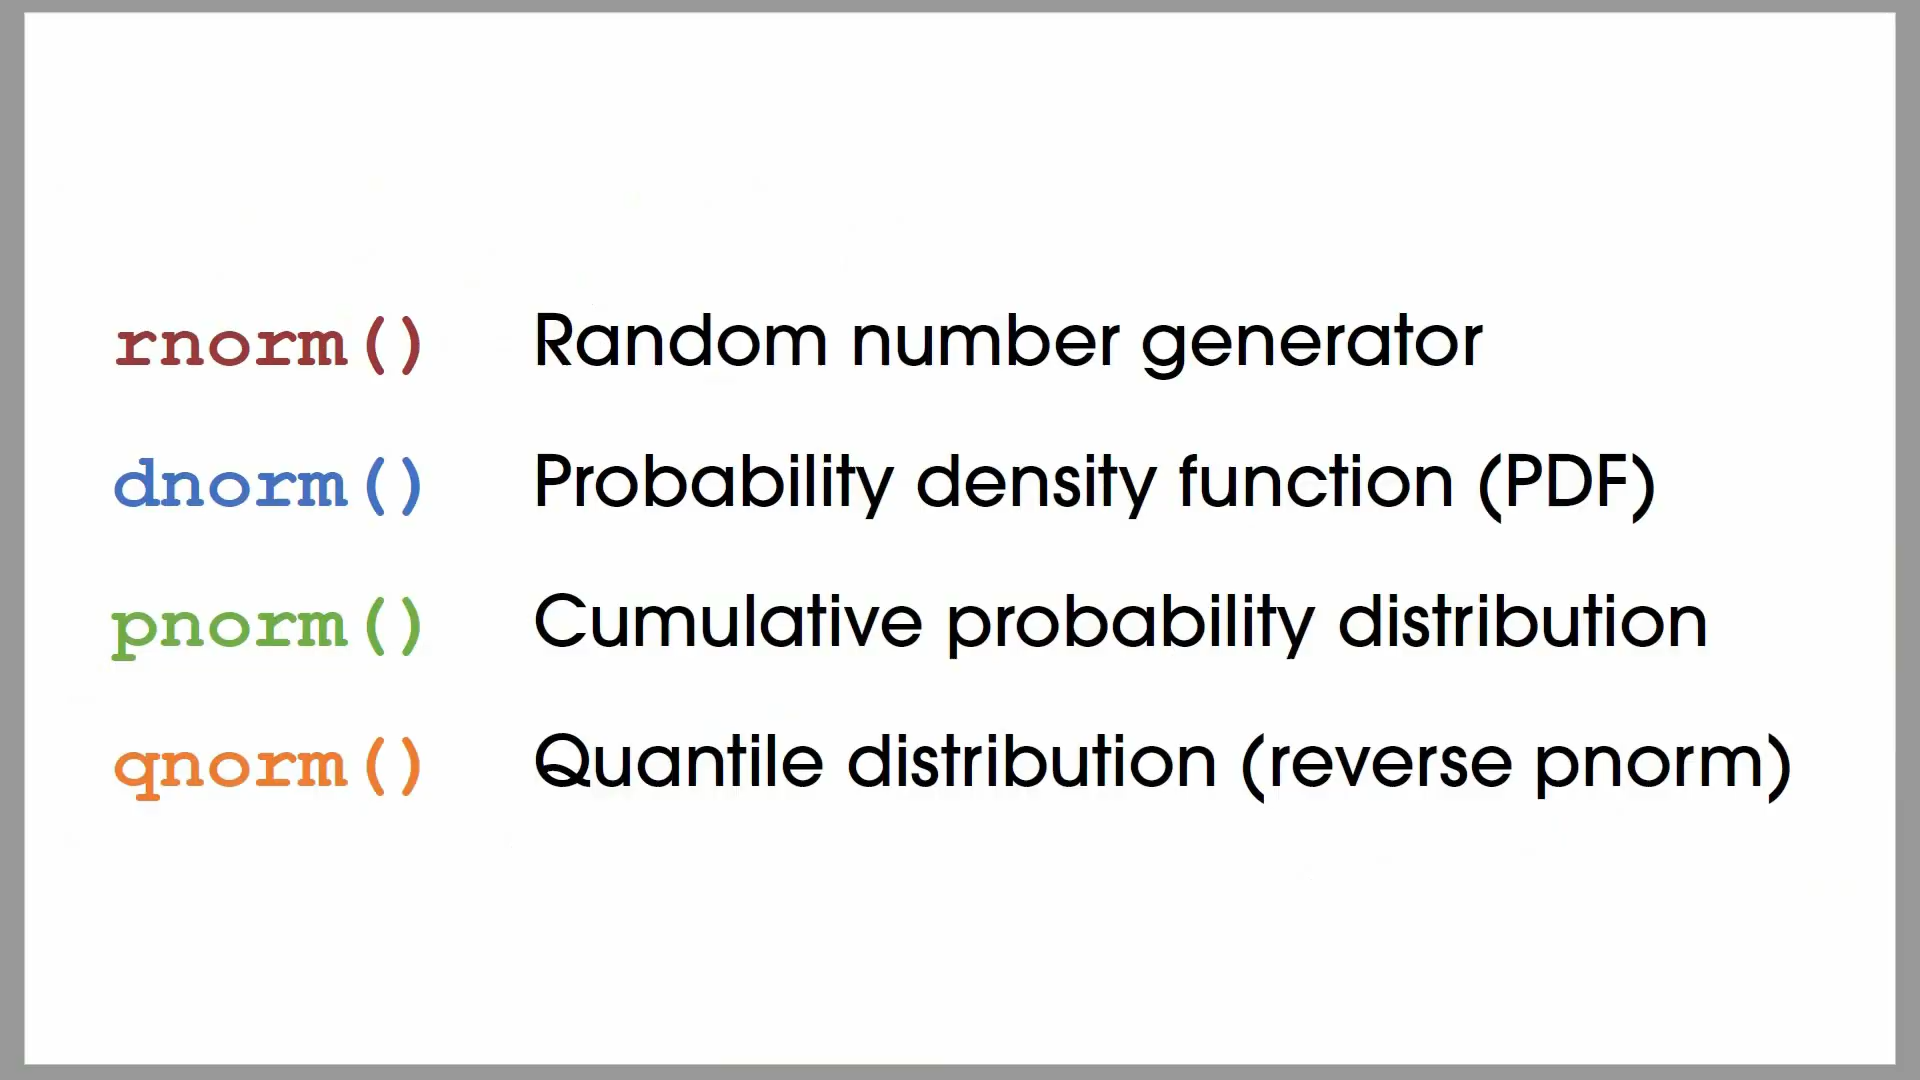 rnorm() Random number generator
dnorm() Probability density function (PDF)
pnorm() Cumulative probability distribution
qnorm() Quantile distribution (reverse pnorm)